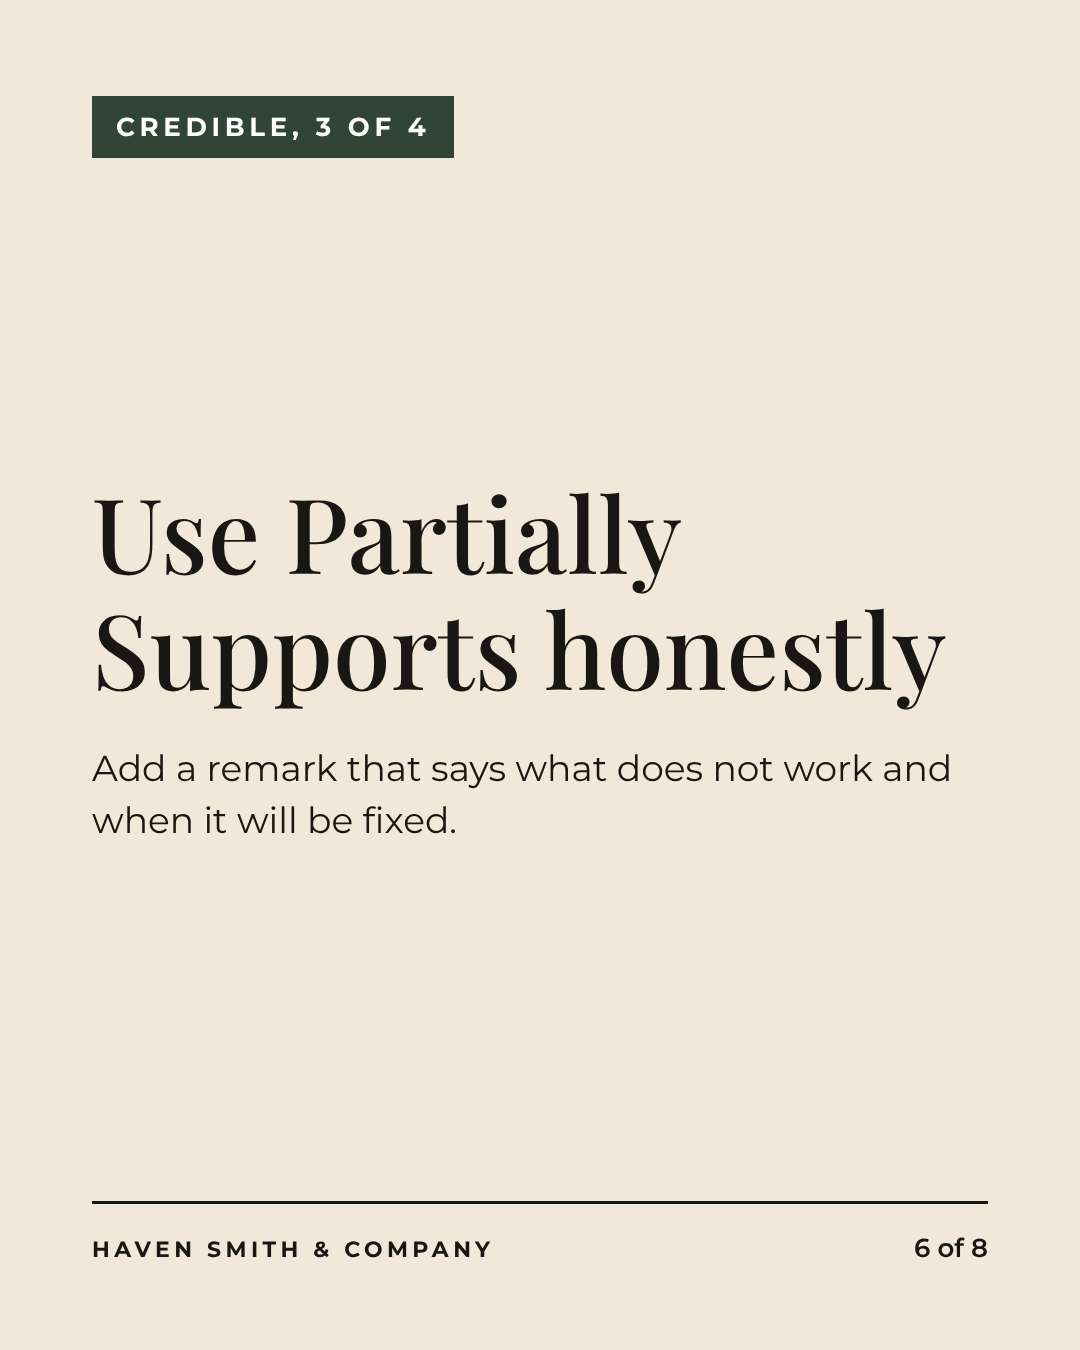 CREDIBLE, 3 OF 4
Use Partially
Supports honestly
Add a remark that says what does not work and
when it will be fixed.
HAVEN SMITH & COMPANY
6 of 8